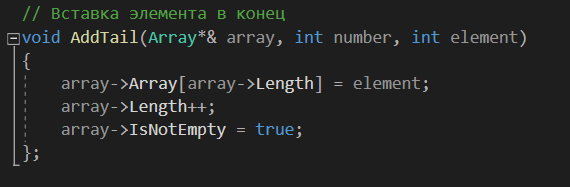 // Вставка элемента в конец
void AddTail(Array*& array, int number, int element)
{
    array->Array[array->Length] = element;
    array->Length++;
    array->IsNotEmpty = true;
};